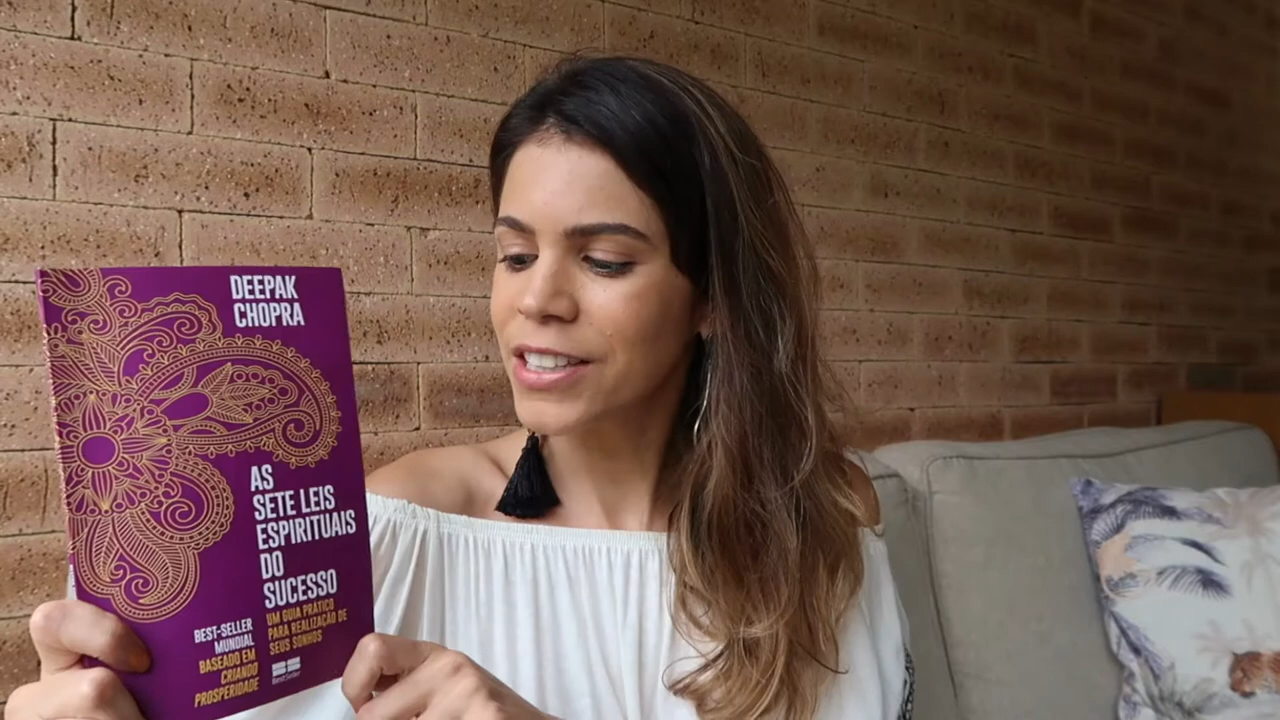 DEEPAK
CHOPRA
AS
SETE LEIS
ESPIRITUAIS
DO
SUCESSO
UM GUIA PRÁTICO
PARA REALIZAÇÃO DE
SEUS SONHOS
BEST-SELLER
MUNDIAL
BASEADO EM
CRIANDO
PROSPERIDADE
BestSeller